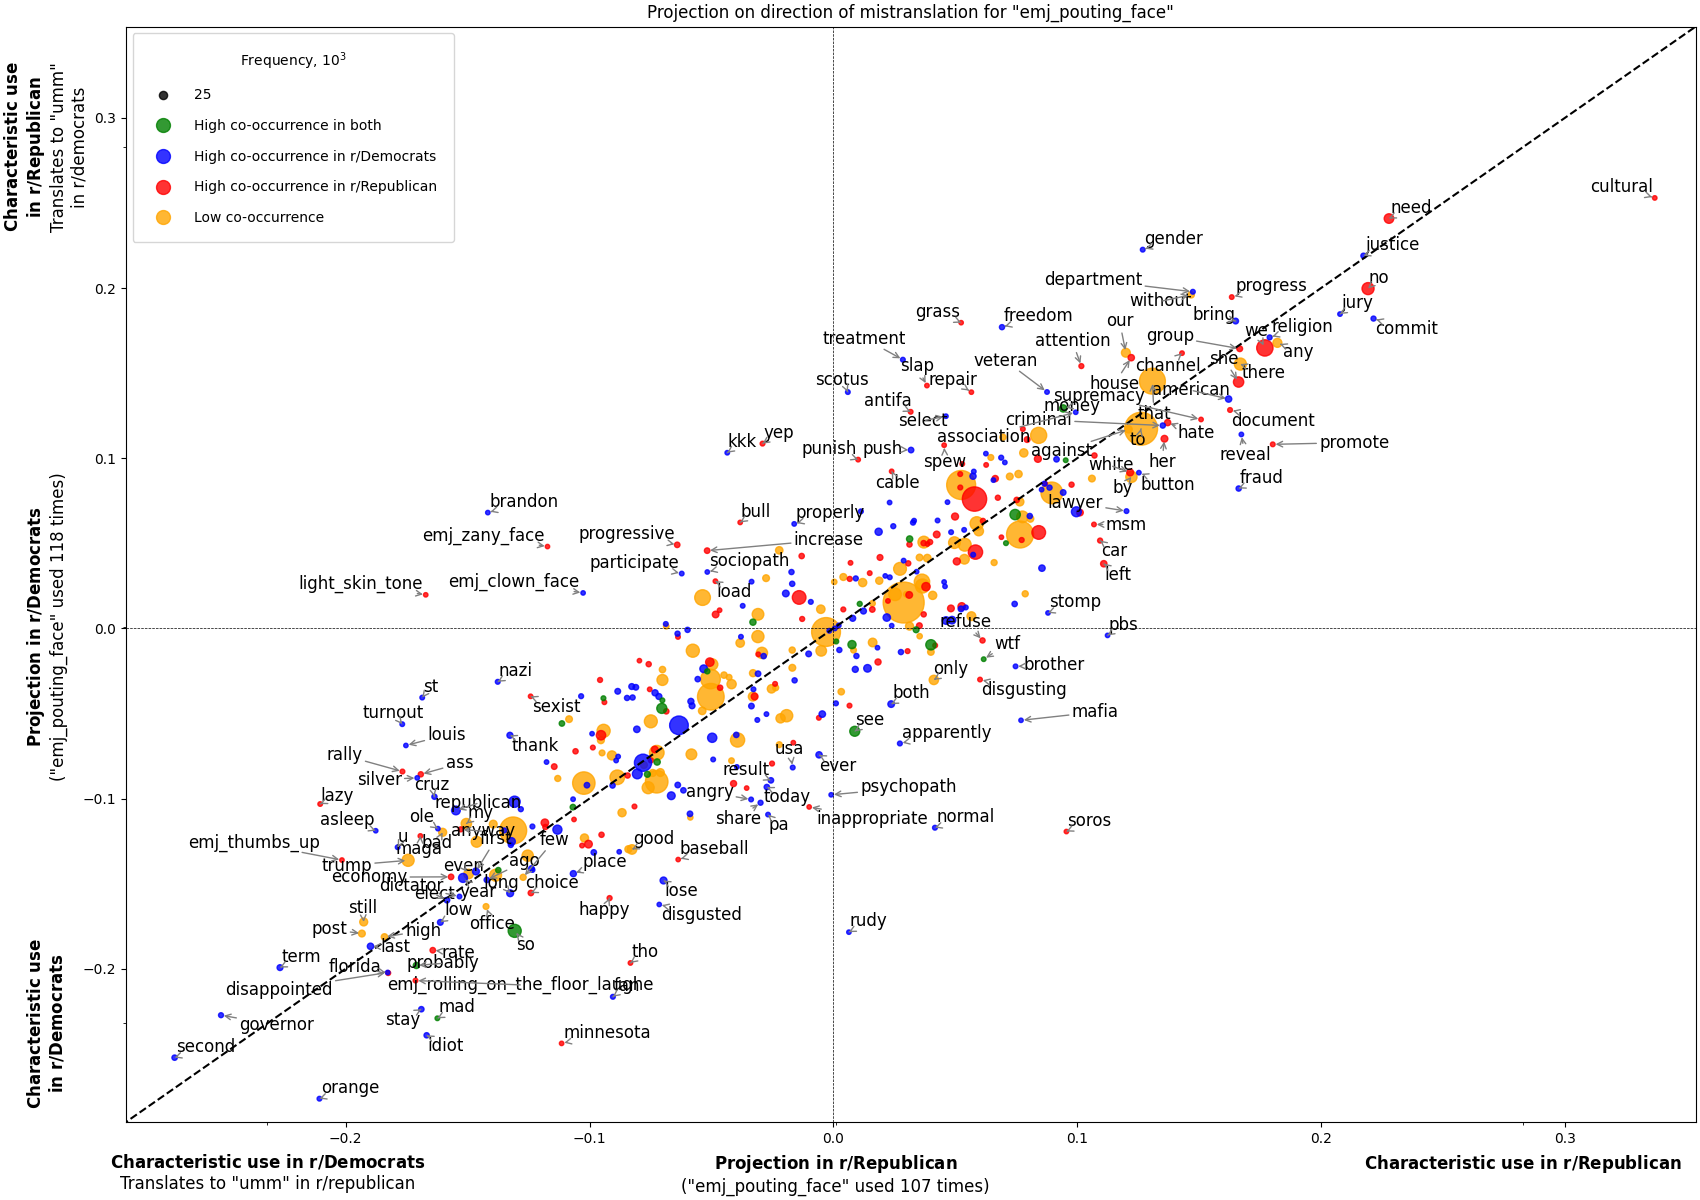 Projection on direction of mistranslation for "emj_pouting_face"
Frequency, 10³
25
High co-occurrence in both
High co-occurrence in r/Democrats
High co-occurrence in r/Republican
Low co-occurrence
Characteristic use
in r/Republican
Translates to "umm"
in r/democrats
Projection in r/Democrats
("emj_pouting_face" used 118 times)
Characteristic use
in r/Democrats
0.3
0.2
0.1
0.0
−0.1
−0.2
cultural
need
gender
justice
department
no
progress
without
jury
grass
freedom
bring
commit
our
we
religion
treatment
attention
group
any
slap
veteran
channel
she
there
scotus
repair
house
american
supremacy
antifa
money
select
criminal
that
document
kkk
yep
association
to
hate
promote
punish
push
against
her
reveal
spew
white
cable
by
button
fraud
brandon
bull
properly
lawyer
msm
emj_zany_face
progressive
increase
car
participate
sociopath
left
light_skin_tone
emj_clown_face
load
stomp
refuse
pbs
wtf
nazi
only
brother
st
sexist
both
disgusting
turnout
see
mafia
louis
thank
apparently
rally
ass
usa
silver
result
ever
cruz
lazy
republican
angry
today
psychopath
asleep
ole
my
share
pa
inappropriate
normal
soros
u
bad
anyway
emj_thumbs_up
maga
first
few
good
baseball
trump
even
ago
place
economy
dictator
long
choice
lose
elect
year
still
low
happy
disgusted
post
high
office
rudy
last
so
term
florida
rate
probably
tho
disappointed
emj_rolling_on_the_floor_laughe
stay
mad
governor
idiot
minnesota
second
orange
−0.2
−0.1
0.0
0.1
0.2
0.3
Characteristic use in r/Democrats
Translates to "umm" in r/republican
Projection in r/Republican
("emj_pouting_face" used 107 times)
Characteristic use in r/Republican